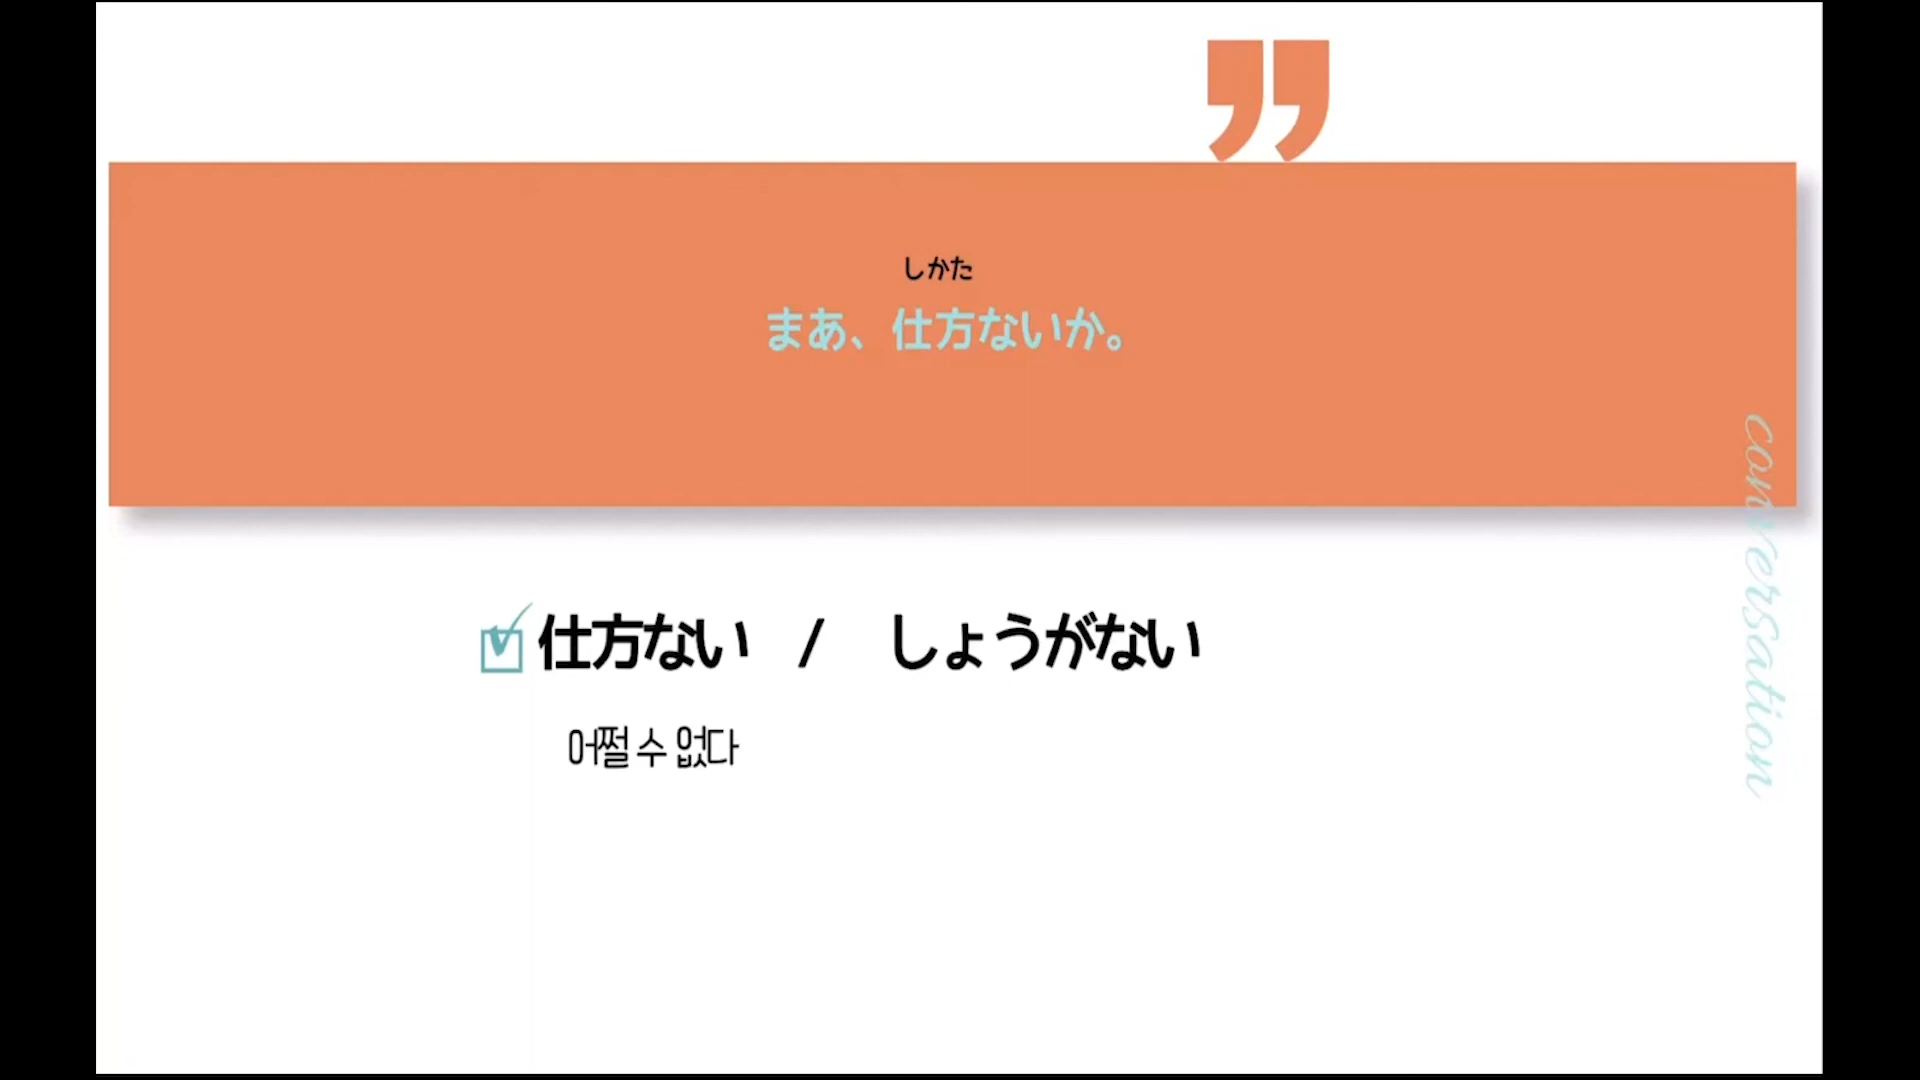 ”
しかた
まあ、仕方ないか。
仕方ない / しょうがない
어쩔 수 없다
conversation